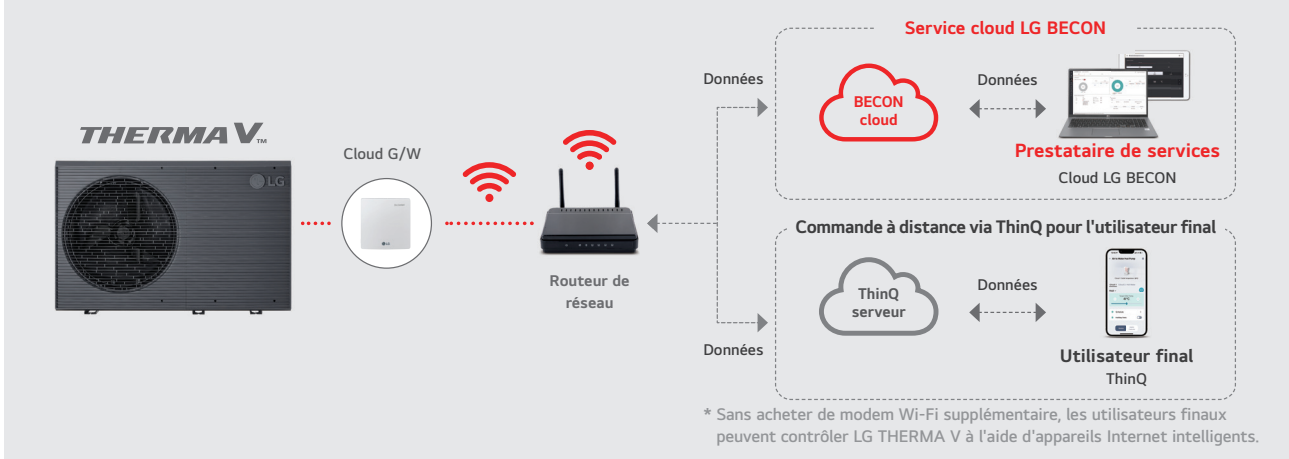 Service cloud LG BECON
Données
BECON
cloud
Données
Prestataire de services
Cloud LG BECON
THERMA V™
LG
Cloud G/W
LG
Routeur de
réseau
Commande à distance via ThinQ pour l'utilisateur final
ThinQ
serveur
Données
Données
Utilisateur final
ThinQ
* Sans acheter de modem Wi-Fi supplémentaire, les utilisateurs finaux
peuvent contrôler LG THERMA V à l'aide d'appareils Internet intelligents.